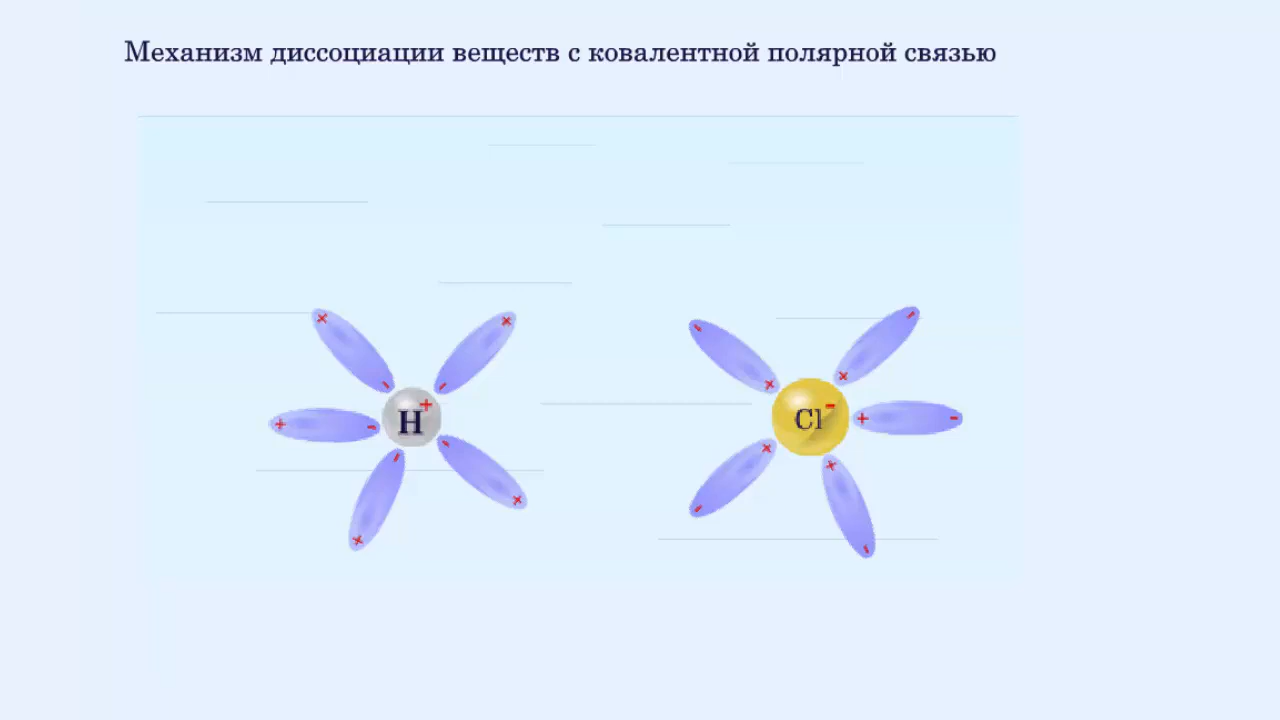 Механизм диссоциации веществ с ковалентной полярной связью
+ + - +
- - -
H+ Cl-
+ - + -
- + - +
+ - + -
+ -